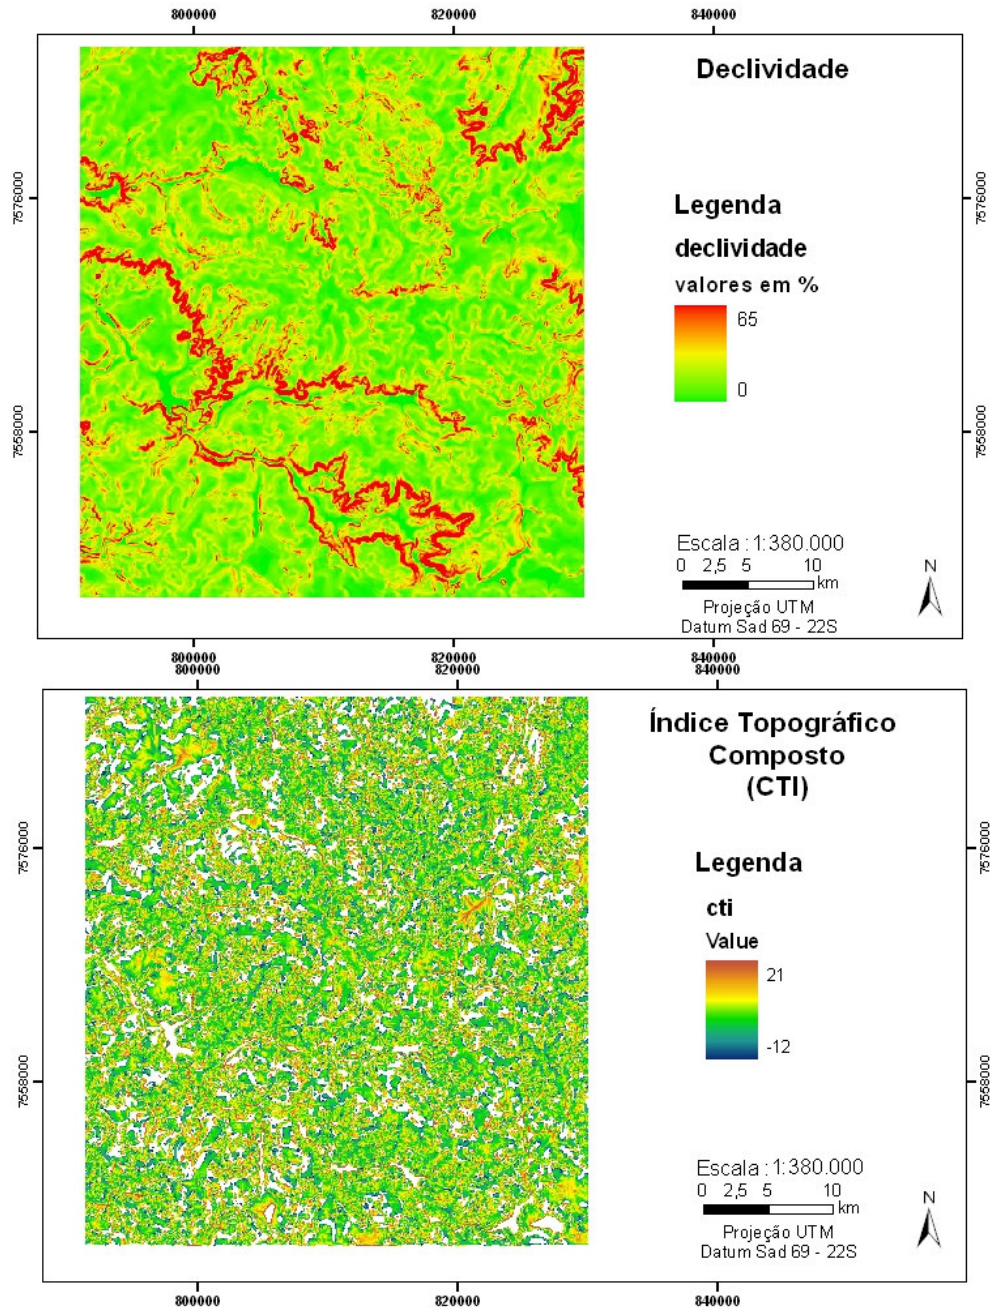 800000 820000 840000
Declividade
7576000
7576000
Legenda
declividade
valores em %
65
0
7558000
7558000
Escala : 1:380.000
0 2,5 5 10
km
N
Projeção UTM
Datum Sad 69 - 22S
800000 820000 840000
800000 820000 840000
Índice Topográfico
Composto
(CTI)
7576000
7576000
Legenda
cti
Value
21
-12
7558000
7558000
Escala : 1:380.000
0 2,5 5 10
km
N
Projeção UTM
Datum Sad 69 - 22S
800000 820000 840000